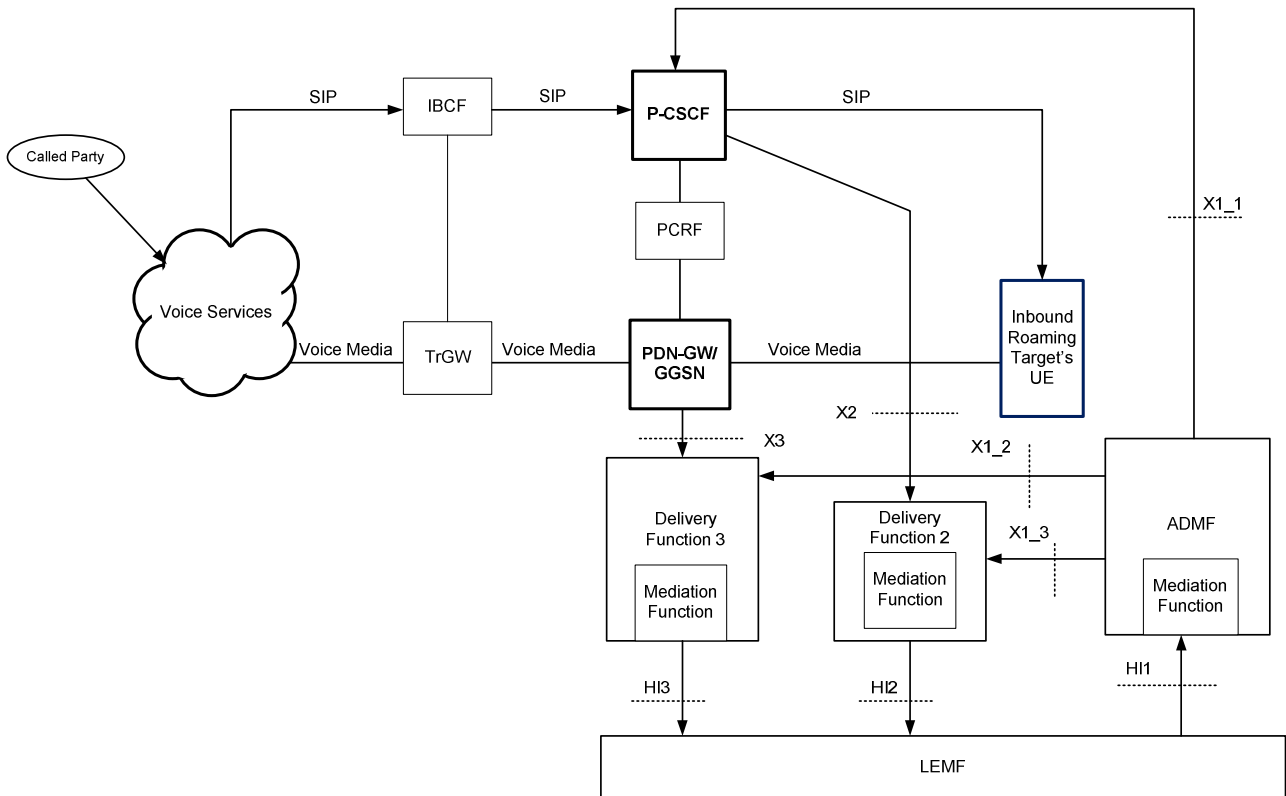 SIP
IBCF
SIP
P-CSCF
SIP
Called Party
X1_1
PCRF
Voice Services
Inbound
Roaming
Target's
UE
Voice Media
TrGW
Voice Media
PDN-GW/
GGSN
Voice Media
X2
X3
X1_2
Delivery
Function 3
Delivery
Function 2
X1_3
ADMF
Mediation
Function
Mediation
Function
Mediation
Function
HI3
HI2
HI1
LEMF